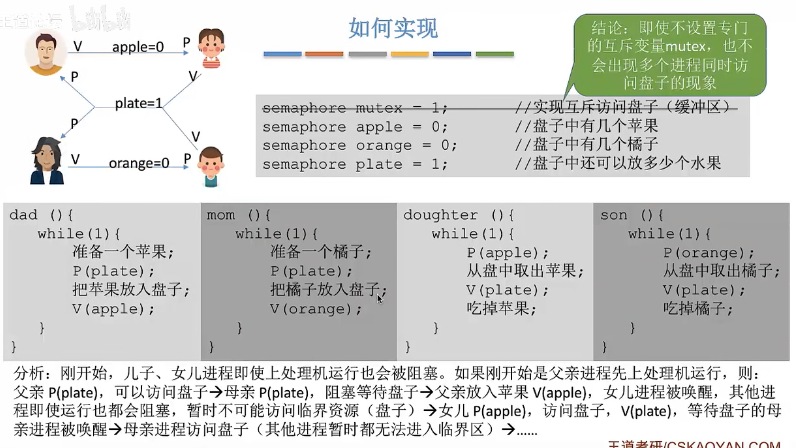 如何实现
结论：即使不设置专门
的互斥变量mutex，也不
会出现多个进程同时访
问盘子的现象
V apple=0 P
P V
plate=1
P V
V orange=0 P
semaphore mutex = 1; //实现互斥访问盘子（缓冲区）
semaphore apple = 0; //盘子中有几个苹果
semaphore orange = 0; //盘子中有几个橘子
semaphore plate = 1; //盘子中还可以放多少个水果
dad (){
while(1){
准备一个苹果;
P(plate);
把苹果放入盘子;
V(apple);
}
}
mom (){
while(1){
准备一个橘子;
P(plate);
把橘子放入盘子;
V(orange);
}
}
doughter (){
while(1){
P(apple);
从盘中取出苹果;
V(plate);
吃掉苹果;
}
}
son (){
while(1){
P(orange);
从盘中取出橘子;
V(plate);
吃掉橘子;
}
}
分析：刚开始，儿子、女儿进程即使上处理机运行也会被阻塞。如果刚开始是父亲进程先上处理机运行，则：
父亲 P(plate)，可以访问盘子→母亲 P(plate)，阻塞等待盘子→父亲放入苹果 V(apple)，女儿进程被唤醒，其他进
程即使运行也都会阻塞，暂时不可能访问临界资源（盘子）→女儿 P(apple)，访问盘子，V(plate)，等待盘子的母
亲进程被唤醒→母亲进程访问盘子（其他进程暂时都无法进入临界区）→……
王道考研/CSKAOYAN.COM